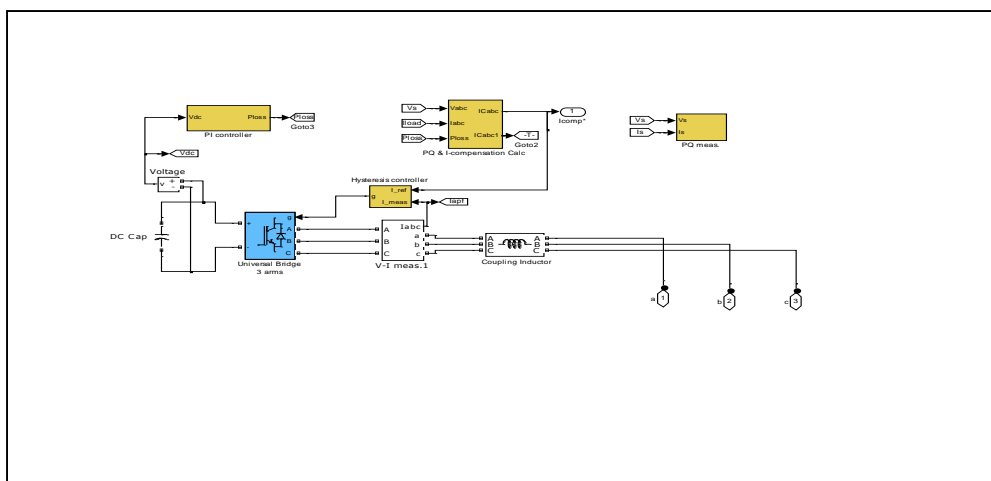 Vdc Ploss
Ploss
Goto3
PI controller
Vdc
Voltage
v + -
DC Cap
+ g
A
B
- C
Universal Bridge
3 arms
Hysteresis controller
g I_ref
I_meas
Iapf
Iabc
A a
B b
C c
V-I meas.1
A A
B B
C C
Coupling Inductor
Vs
Iload
Ploss
Vabc ICabc
Iabc
Ploss ICabc1
-T-
Goto2
PQ & I-compensation Calc
1
Icomp*
Vs Vs
Is Is
PQ meas.
a 1
b 2
c 3